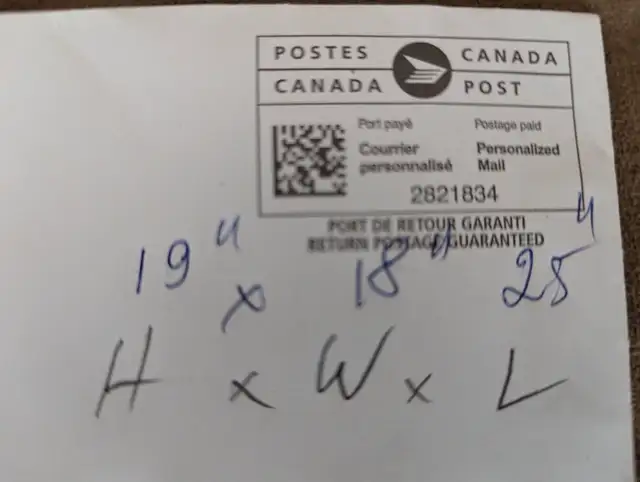 POSTES CANADA
CANADA POST
Port payé Postage paid
Courrier Personalized
personnalisé Mail
2821834
PORT DE RETOUR GARANTI
RETURN POSTAGE GUARANTEED
19" x 18" 25"
H x W x L